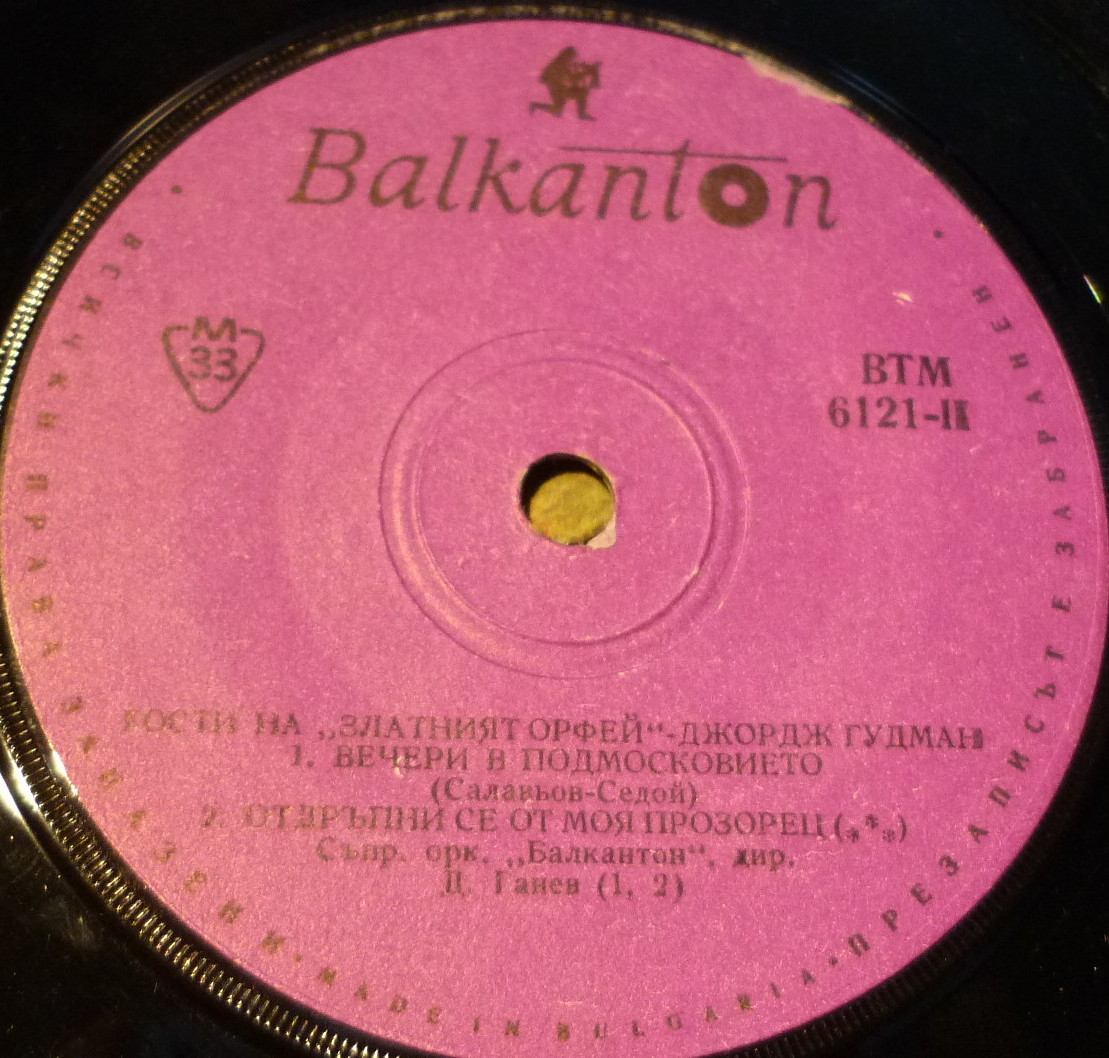 Balkanton
M
33
ВТМ
6121-II
ГОСТИ НА „ЗЛАТНИЯТ ОРФЕЙ“-ДЖОРДЖ ГУДМАН
1. ВЕЧЕРИ В ПОДМОСКОВИЕТО
(Салавьов-Седой)
2. ОТДРЪПНИ СЕ ОТ МОЯ ПРОЗОРЕЦ (***)
Съпр. орк. „Балкантон“, дир.
Д. Ганев (1, 2)
ВСИЧКИ ПРАВА ЗАПАЗЕНИ · MADE IN BULGARIA · ПРЕЗАПИСЪТ Е ЗАБРАНЕН